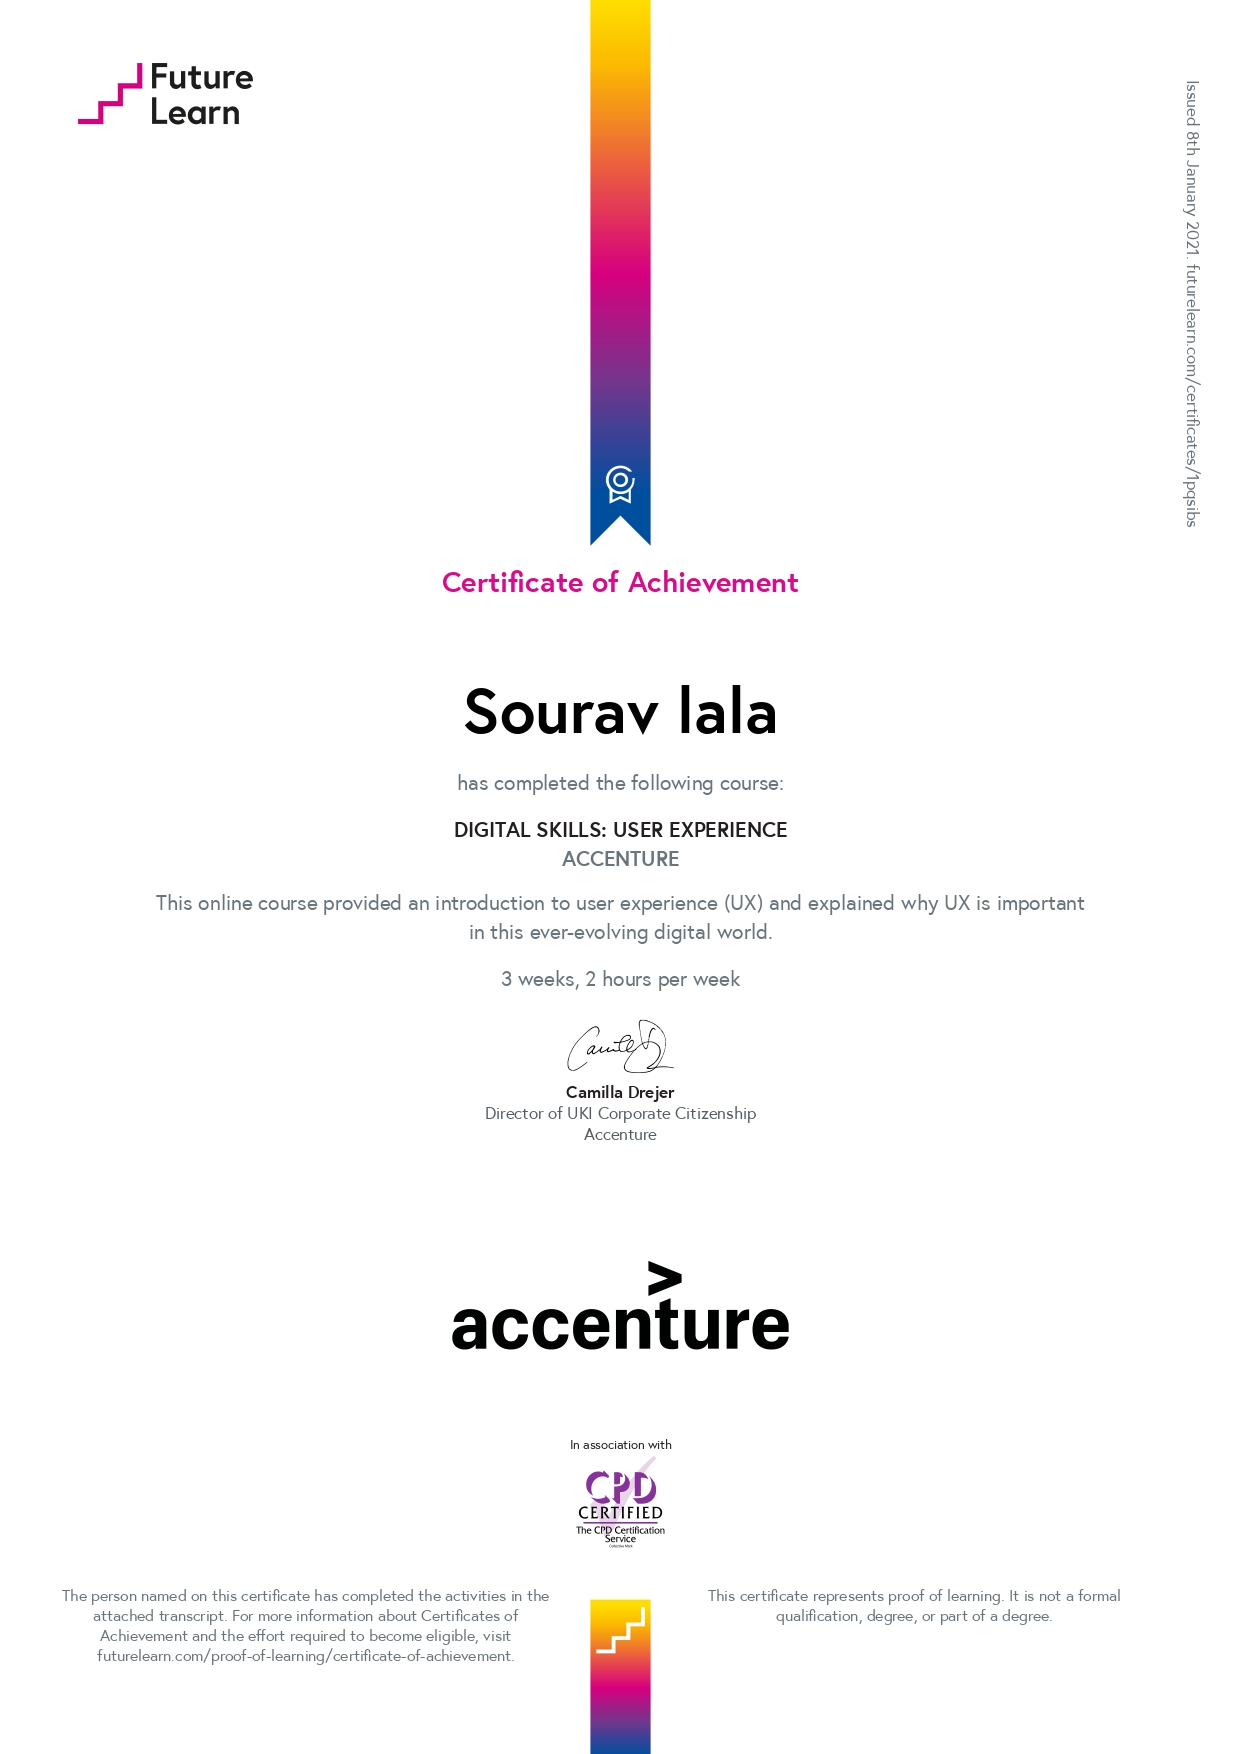 Future
Learn
Issued 8th January 2021. futurelearn.com/certificates/1pqsibs
Certificate of Achievement
Sourav lala
has completed the following course:
DIGITAL SKILLS: USER EXPERIENCE
ACCENTURE
This online course provided an introduction to user experience (UX) and explained why UX is important
in this ever-evolving digital world.
3 weeks, 2 hours per week
Camilla Drejer
Director of UKI Corporate Citizenship
Accenture
accenture
In association with
CPD
CERTIFIED
The CPD Certification
Service
Collective Mark
The person named on this certificate has completed the activities in the
attached transcript. For more information about Certificates of
Achievement and the effort required to become eligible, visit
futurelearn.com/proof-of-learning/certificate-of-achievement.
This certificate represents proof of learning. It is not a formal
qualification, degree, or part of a degree.